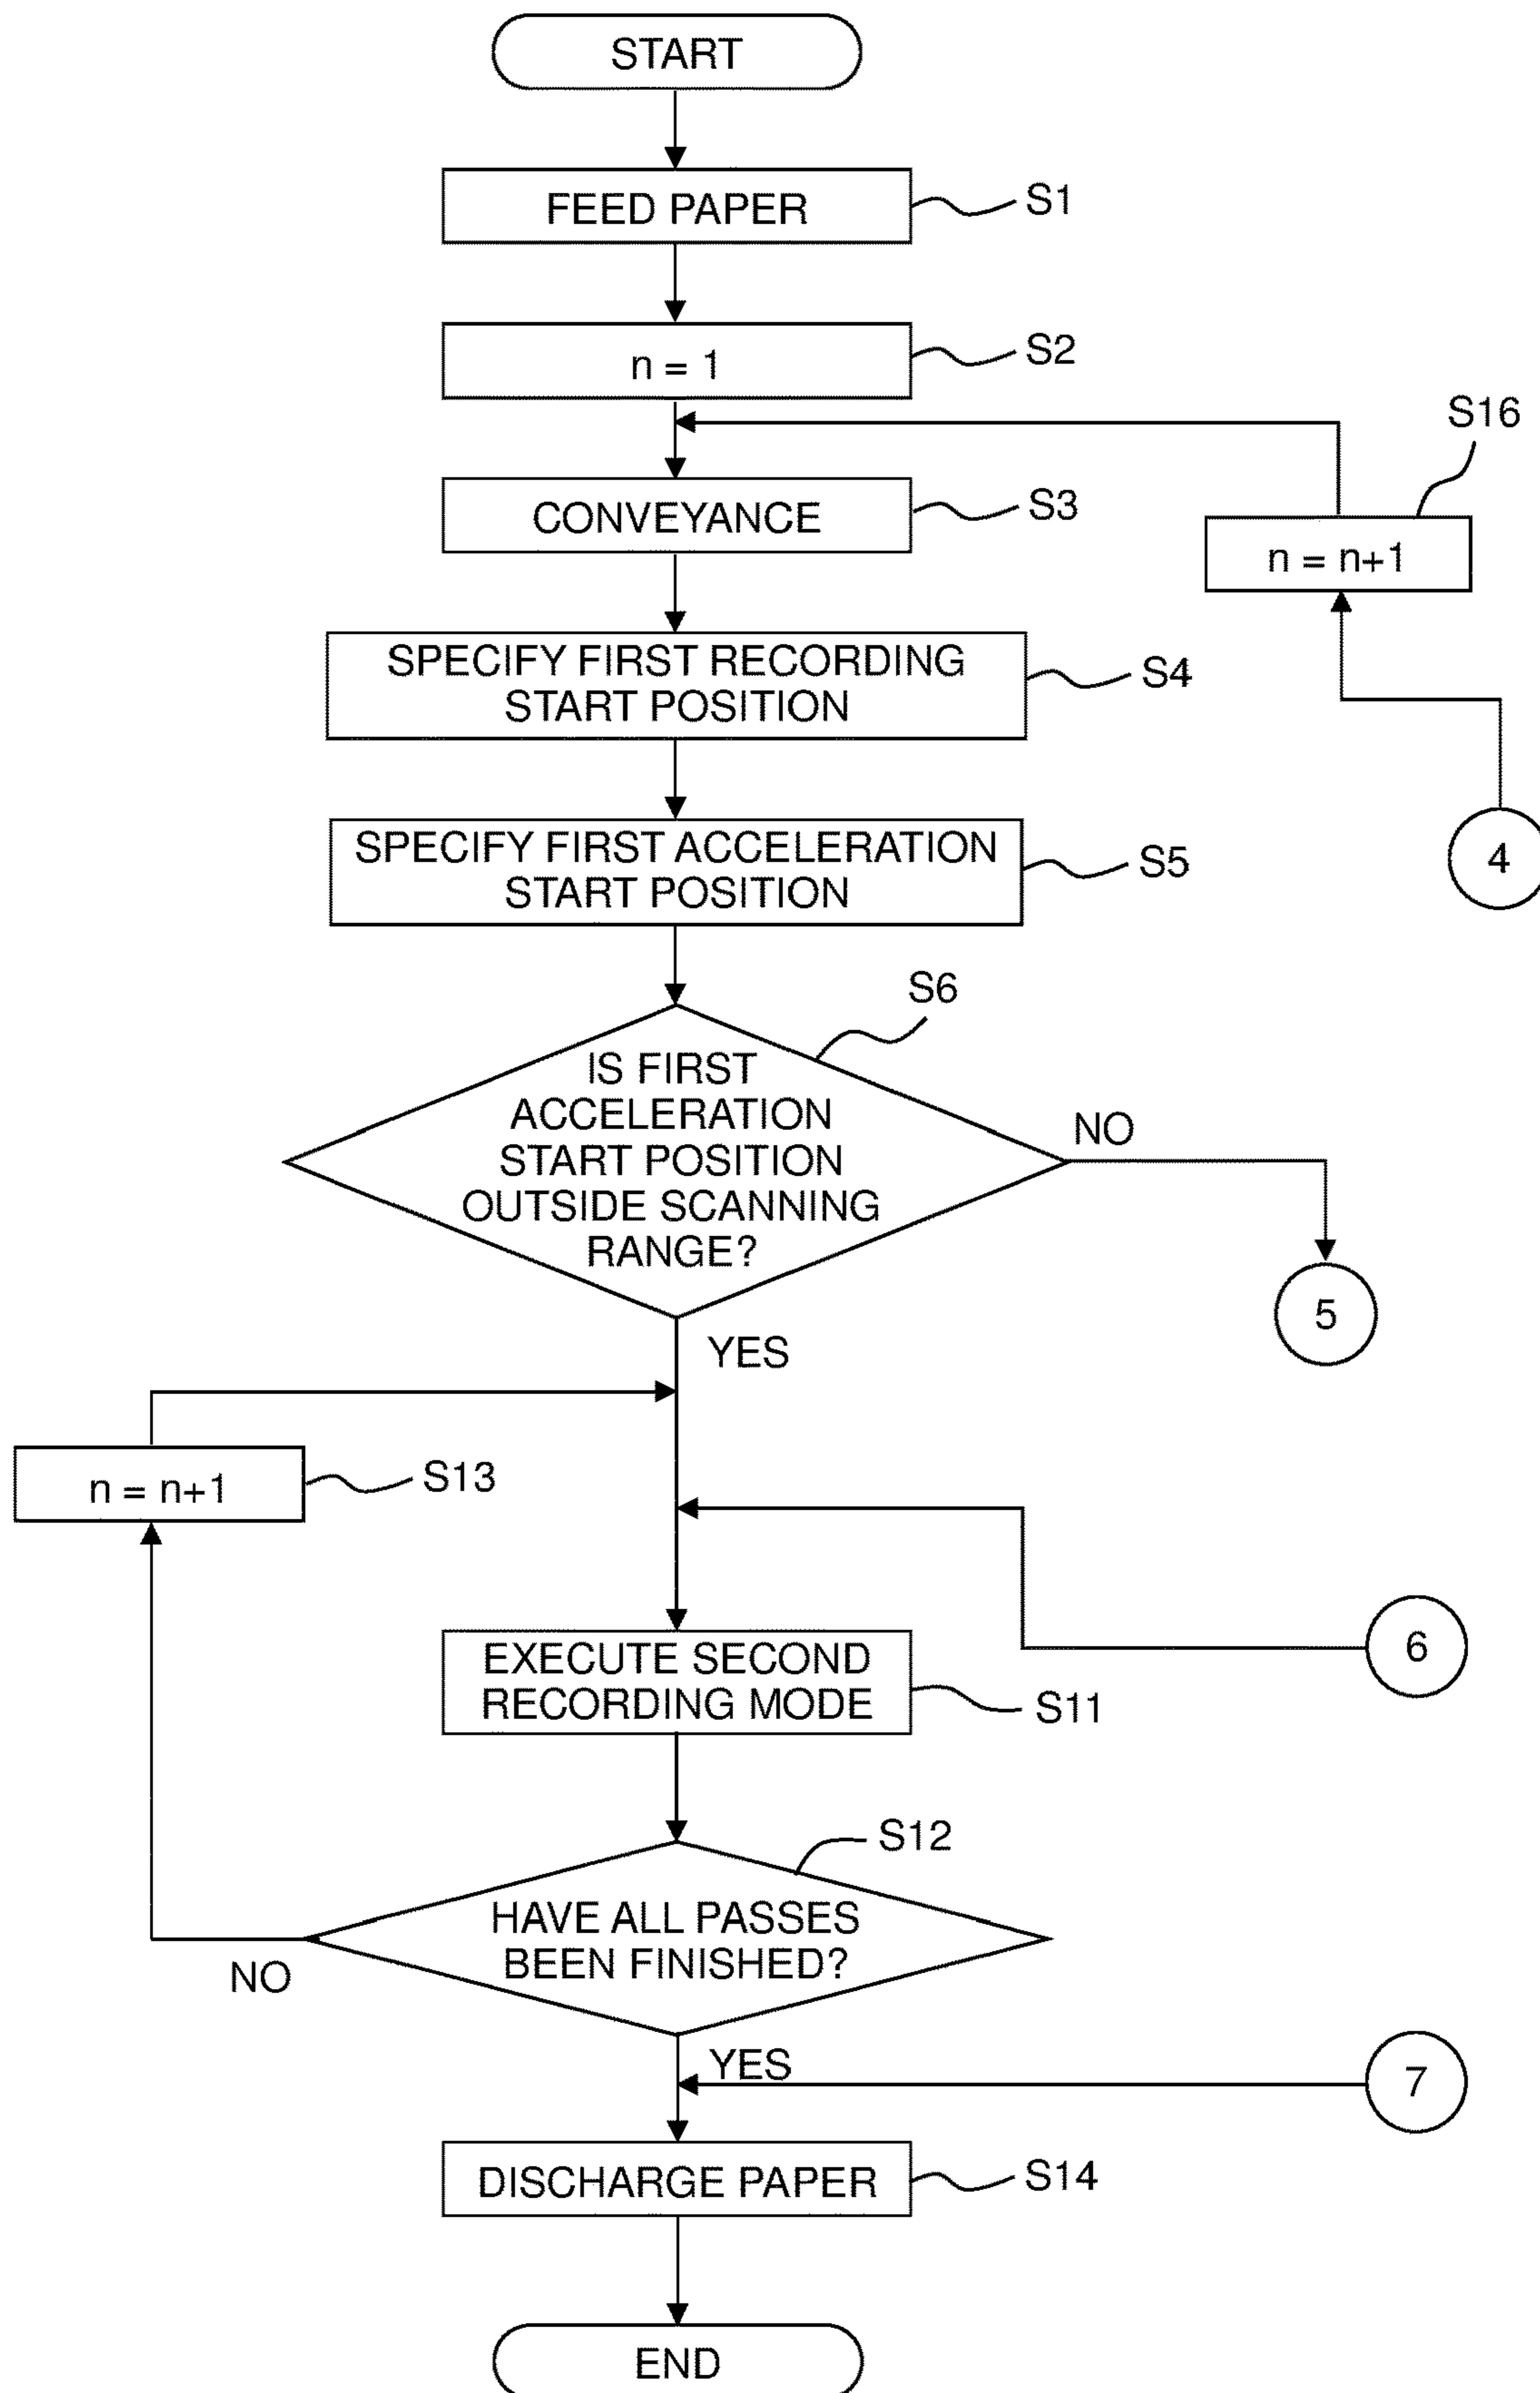 START
FEED PAPER
S1
n = 1
S2
S16
CONVEYANCE
S3
n = n+1
SPECIFY FIRST RECORDING
START POSITION
S4
SPECIFY FIRST ACCELERATION
START POSITION
S5
4
S6
IS FIRST
ACCELERATION
START POSITION
OUTSIDE SCANNING
RANGE?
NO
5
YES
n = n+1
S13
6
EXECUTE SECOND
RECORDING MODE
S11
S12
HAVE ALL PASSES
BEEN FINISHED?
NO
YES
7
DISCHARGE PAPER
S14
END